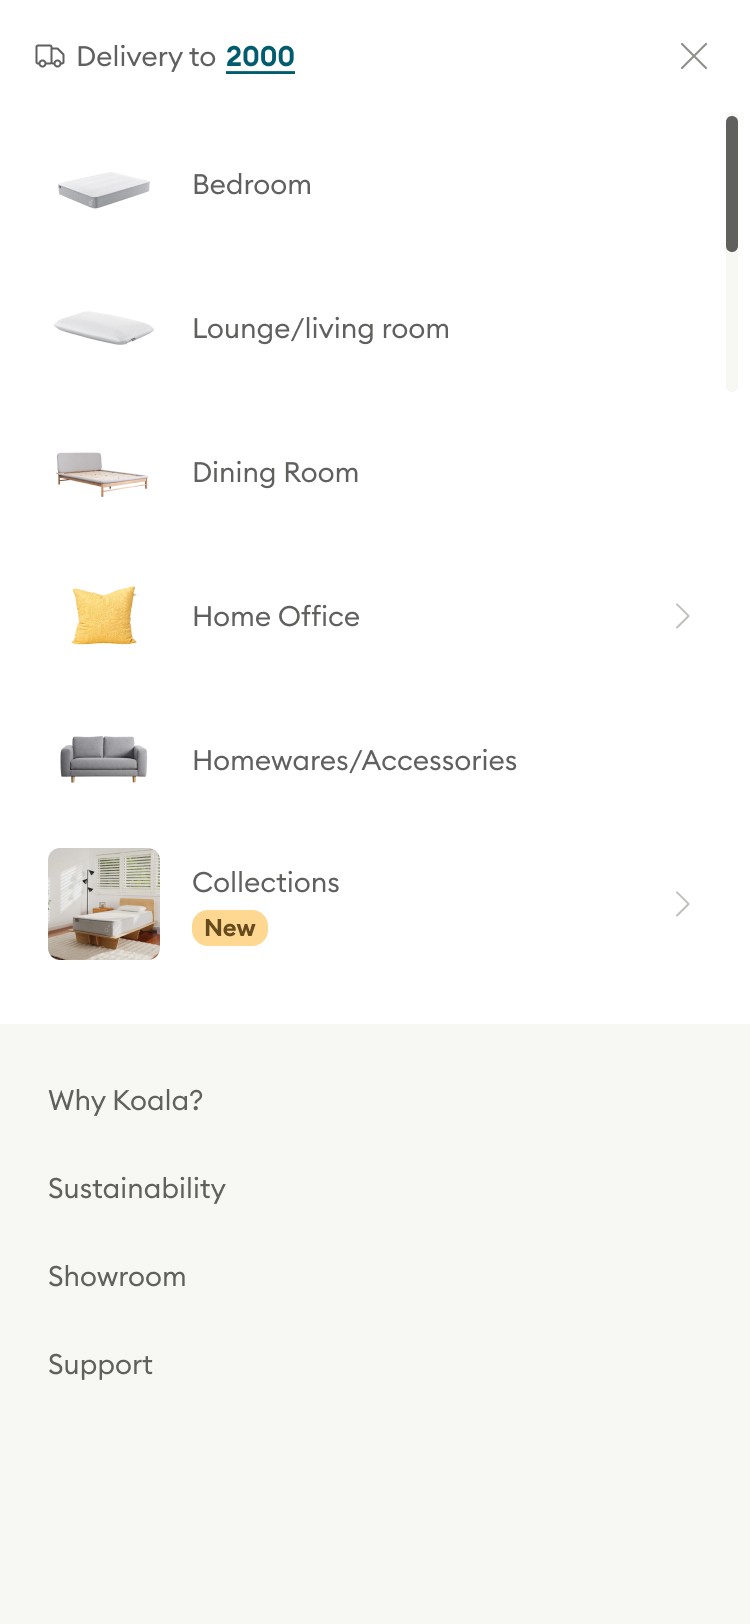 Delivery to 2000
Bedroom
Lounge/living room
Dining Room
Home Office
Homewares/Accessories
Collections
New
Why Koala?
Sustainability
Showroom
Support